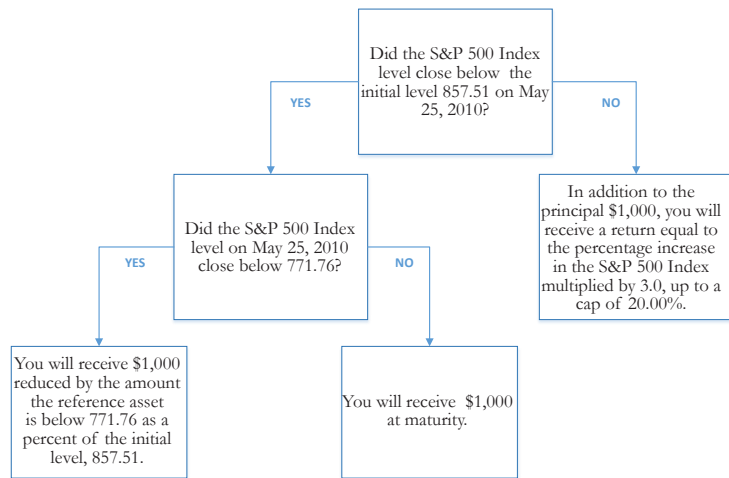 Did the S&P 500 Index
level close below the
initial level 857.51 on May
25, 2010?
YES
NO
Did the S&P 500 Index
level on May 25, 2010
close below 771.76?
In addition to the
principal $1,000, you will
receive a return equal to
the percentage increase
in the S&P 500 Index
multiplied by 3.0, up to a
cap of 20.00%.
YES
NO
You will receive $1,000
reduced by the amount
the reference asset
is below 771.76 as a
percent of the initial
level, 857.51.
You will receive $1,000
at maturity.